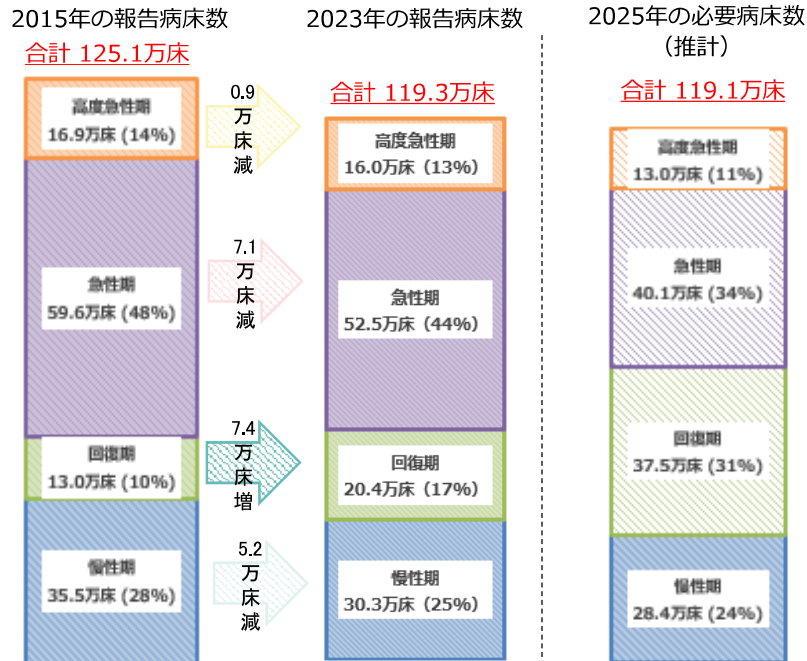 2015年の報告病床数
合計 125.1万床
高度急性期
16.9万床 (14%)
急性期
59.6万床 (48%)
回復期
13.0万床 (10%)
慢性期
35.5万床 (28%)
0.9
万
床
減
7.1
万
床
減
7.4
万
床
増
5.2
万
床
減
2023年の報告病床数
合計 119.3万床
高度急性期
16.0万床（13%）
急性期
52.5万床（44%）
回復期
20.4万床（17%）
慢性期
30.3万床（25%）
2025年の必要病床数
（推計）
合計 119.1万床
高度急性期
13.0万床 (11%)
急性期
40.1万床 (34%)
回復期
37.5万床 (31%)
慢性期
28.4万床 (24%)